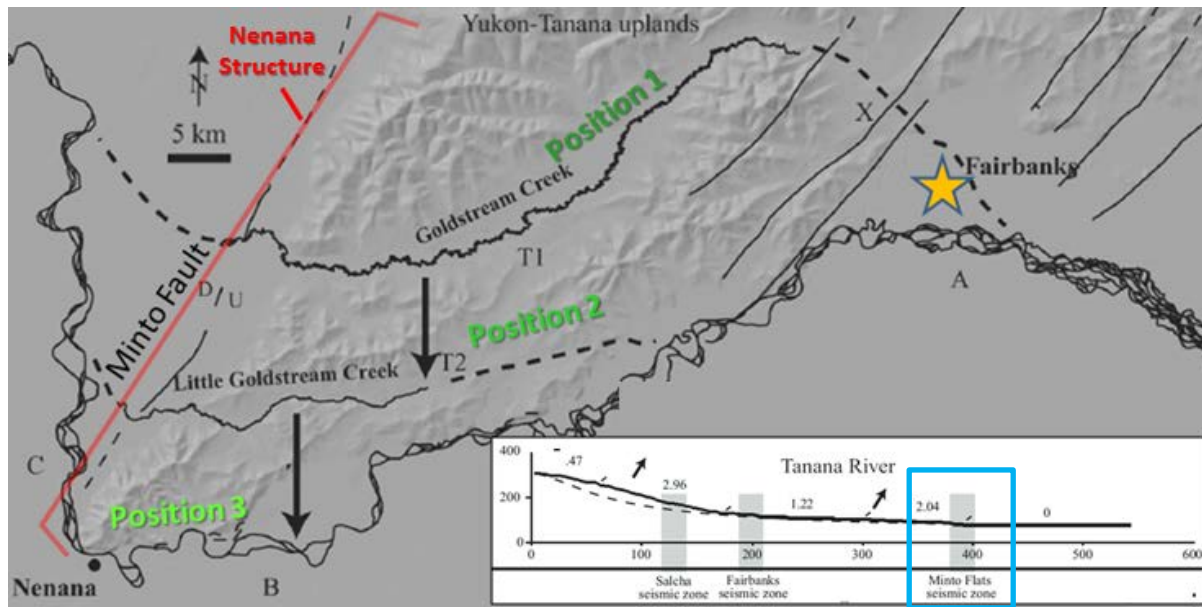 Yukon-Tanana uplands
Nenana
Structure
N
5 km
Position 1
X
Fairbanks
Goldstream Creek
T1
A
Minto Fault
D/U
Position 2
T2
Little Goldstream Creek
C
Position 3
Nenana
B
Tanana River
400
200
0
.47
2.96
1.22
2.04
0
0
100
200
300
400
500
600
Salcha
seismic zone
Fairbanks
seismic zone
Minto Flats
seismic zone